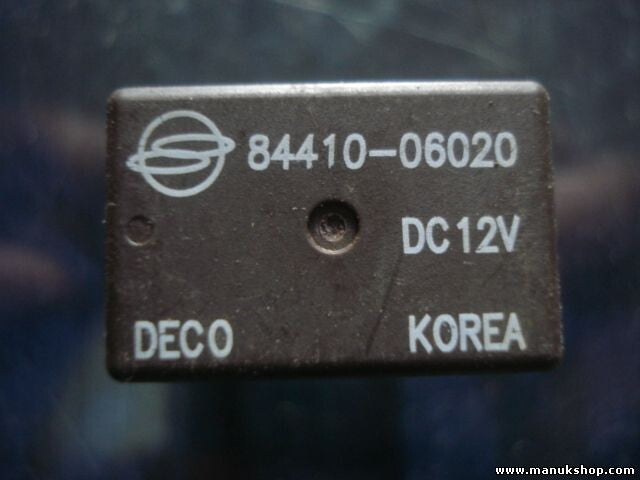 84410-06020
DC12V
DECO KOREA
www.manukshop.com